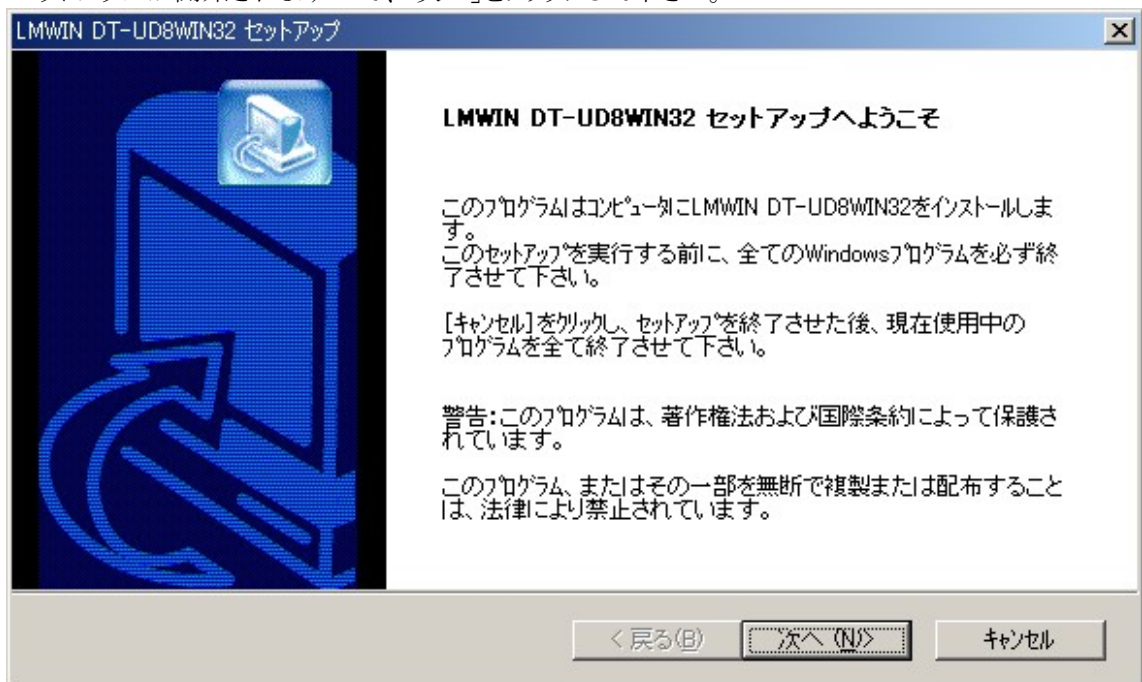 LMWIN DT-UD8WIN32 セットアップ
LMWIN DT-UD8WIN32 セットアップへようこそ
このﾌﾟﾛｸﾞﾗﾑはｺﾝﾋﾟｭｰﾀにLMWIN DT-UD8WIN32をｲﾝｽﾄｰﾙしま
す。
このｾｯﾄｱｯﾌﾟを実行する前に、全てのWindowsﾌﾟﾛｸﾞﾗﾑを必ず終
了させて下さい。
[ｷｬﾝｾﾙ]をｸﾘｯｸし、ｾｯﾄｱｯﾌﾟを終了させた後、現在使用中の
ﾌﾟﾛｸﾞﾗﾑを全て終了させて下さい。
警告:このﾌﾟﾛｸﾞﾗﾑは、著作権法および国際条約によって保護さ
れています。
このﾌﾟﾛｸﾞﾗﾑ、またはその一部を無断で複製または配布すること
は、法律により禁止されています。
< 戻る(B)
次へ (N)>
ｷｬﾝｾﾙ